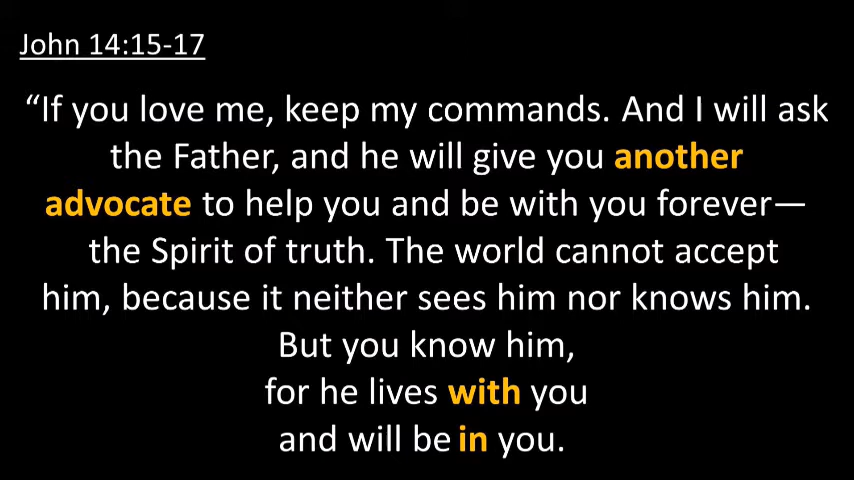 John 14:15-17
“If you love me, keep my commands. And I will ask
the Father, and he will give you another
advocate to help you and be with you forever—
the Spirit of truth. The world cannot accept
him, because it neither sees him nor knows him.
But you know him,
for he lives with you
and will be in you.